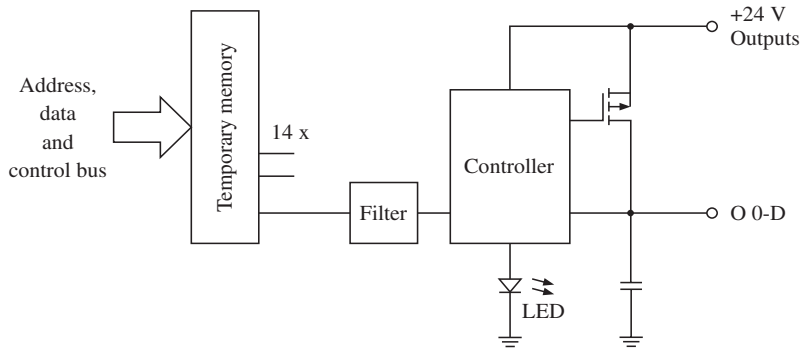 Address,
data
and
control bus
Temporary memory
14 x
Filter
Controller
LED
+24 V
Outputs
O 0-D